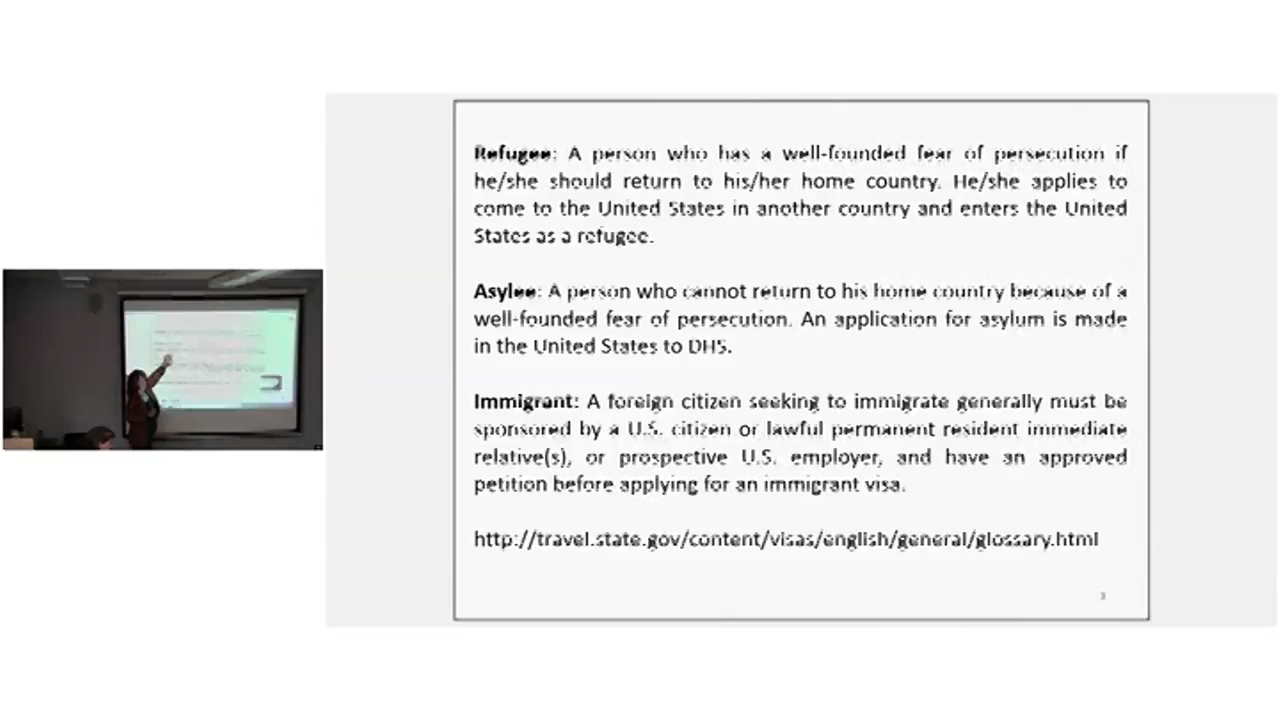 Refugee: A person who has a well-founded fear of persecution if
he/she should return to his/her home country. He/she applies to
come to the United States in another country and enters the United
States as a refugee.
Asylee: A person who cannot return to his home country because of a
well-founded fear of persecution. An application for asylum is made
in the United States to DHS.
Immigrant: A foreign citizen seeking to immigrate generally must be
sponsored by a U.S. citizen or lawful permanent resident immediate
relative(s), or prospective U.S. employer, and have an approved
petition before applying for an immigrant visa.
http://travel.state.gov/content/visas/english/general/glossary.html
3